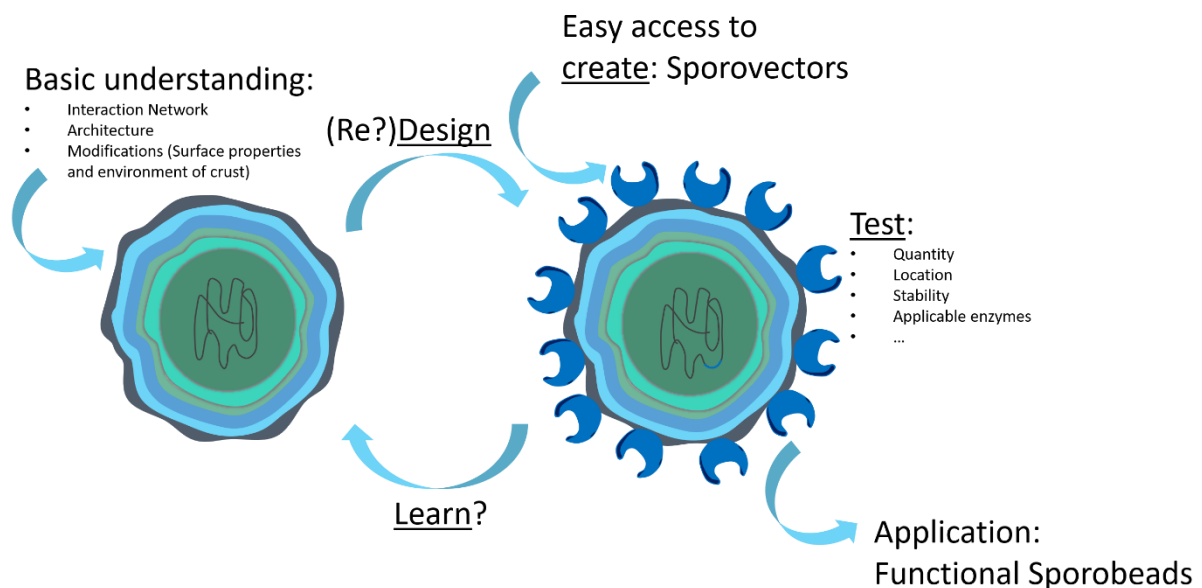 Basic understanding:
• Interaction Network
• Architecture
• Modifications (Surface properties
and environment of crust)
(Re?)Design
Easy access to
create: Sporovectors
Test:
• Quantity
• Location
• Stability
• Applicable enzymes
• ...
Learn?
Application:
Functional Sporobeads